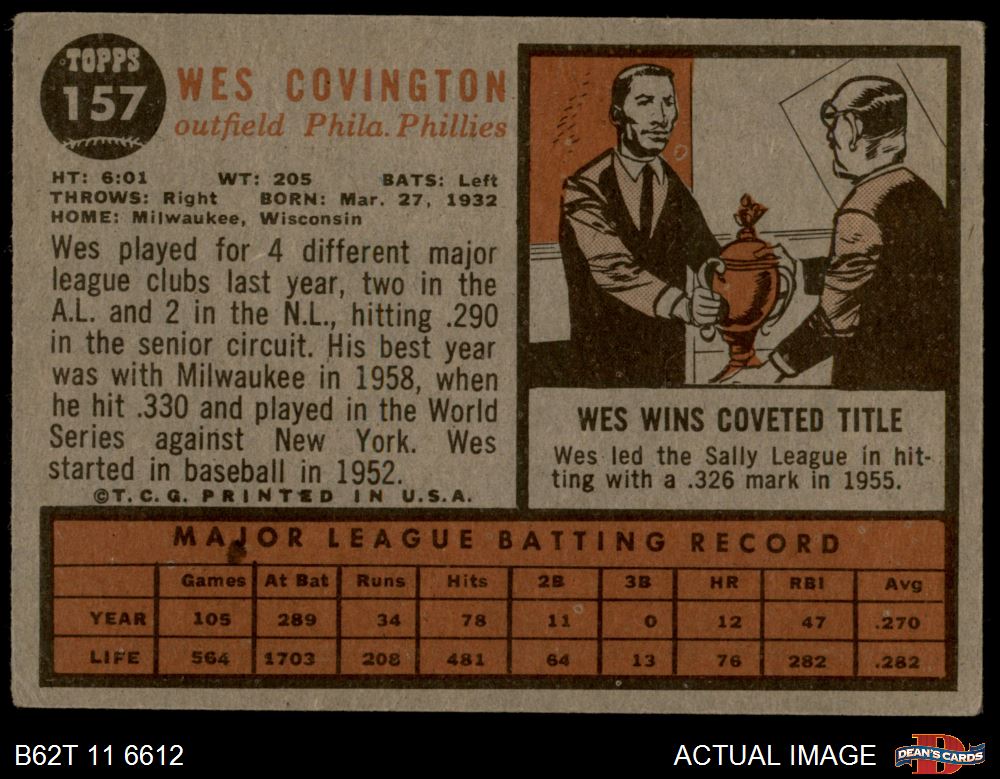 TOPPS
157
WES COVINGTON
outfield Phila. Phillies
HT: 6:01 WT: 205 BATS: Left
THROWS: Right BORN: Mar. 27, 1932
HOME: Milwaukee, Wisconsin
Wes played for 4 different major
league clubs last year, two in the
A.L. and 2 in the N.L., hitting .290
in the senior circuit. His best year
was with Milwaukee in 1958, when
he hit .330 and played in the World
Series against New York. Wes
started in baseball in 1952.
©T.C.G. PRINTED IN U.S.A.
WES WINS COVETED TITLE
Wes led the Sally League in hit-
ting with a .326 mark in 1955.
MAJOR LEAGUE BATTING RECORD
Games At Bat Runs Hits 2B 3B HR RBI Avg
YEAR 105 289 34 78 11 0 12 47 .270
LIFE 564 1703 208 481 64 13 76 282 .282
B62T 11 6612
ACTUAL IMAGE
DEAN'S CARDS